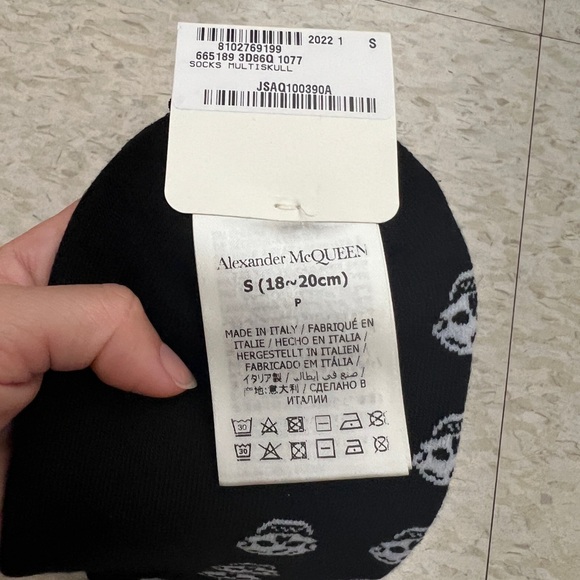 2022 1 S
8102769199
665189 3D86Q 1077
SOCKS MULTISKULL
JSAQ100390A
Alexander McQUEEN
S (18~20cm)
P
MADE IN ITALY / FABRIQUÉ EN
ITALIE / HECHO EN ITALIA /
HERGESTELLT IN ITALIEN /
FABRICADO EM ITÁLIA /
イタリア製 / صنع في إيطاليا /
地: 意大利 / СДЕЛАНО В
ИТАЛИИ
30
30